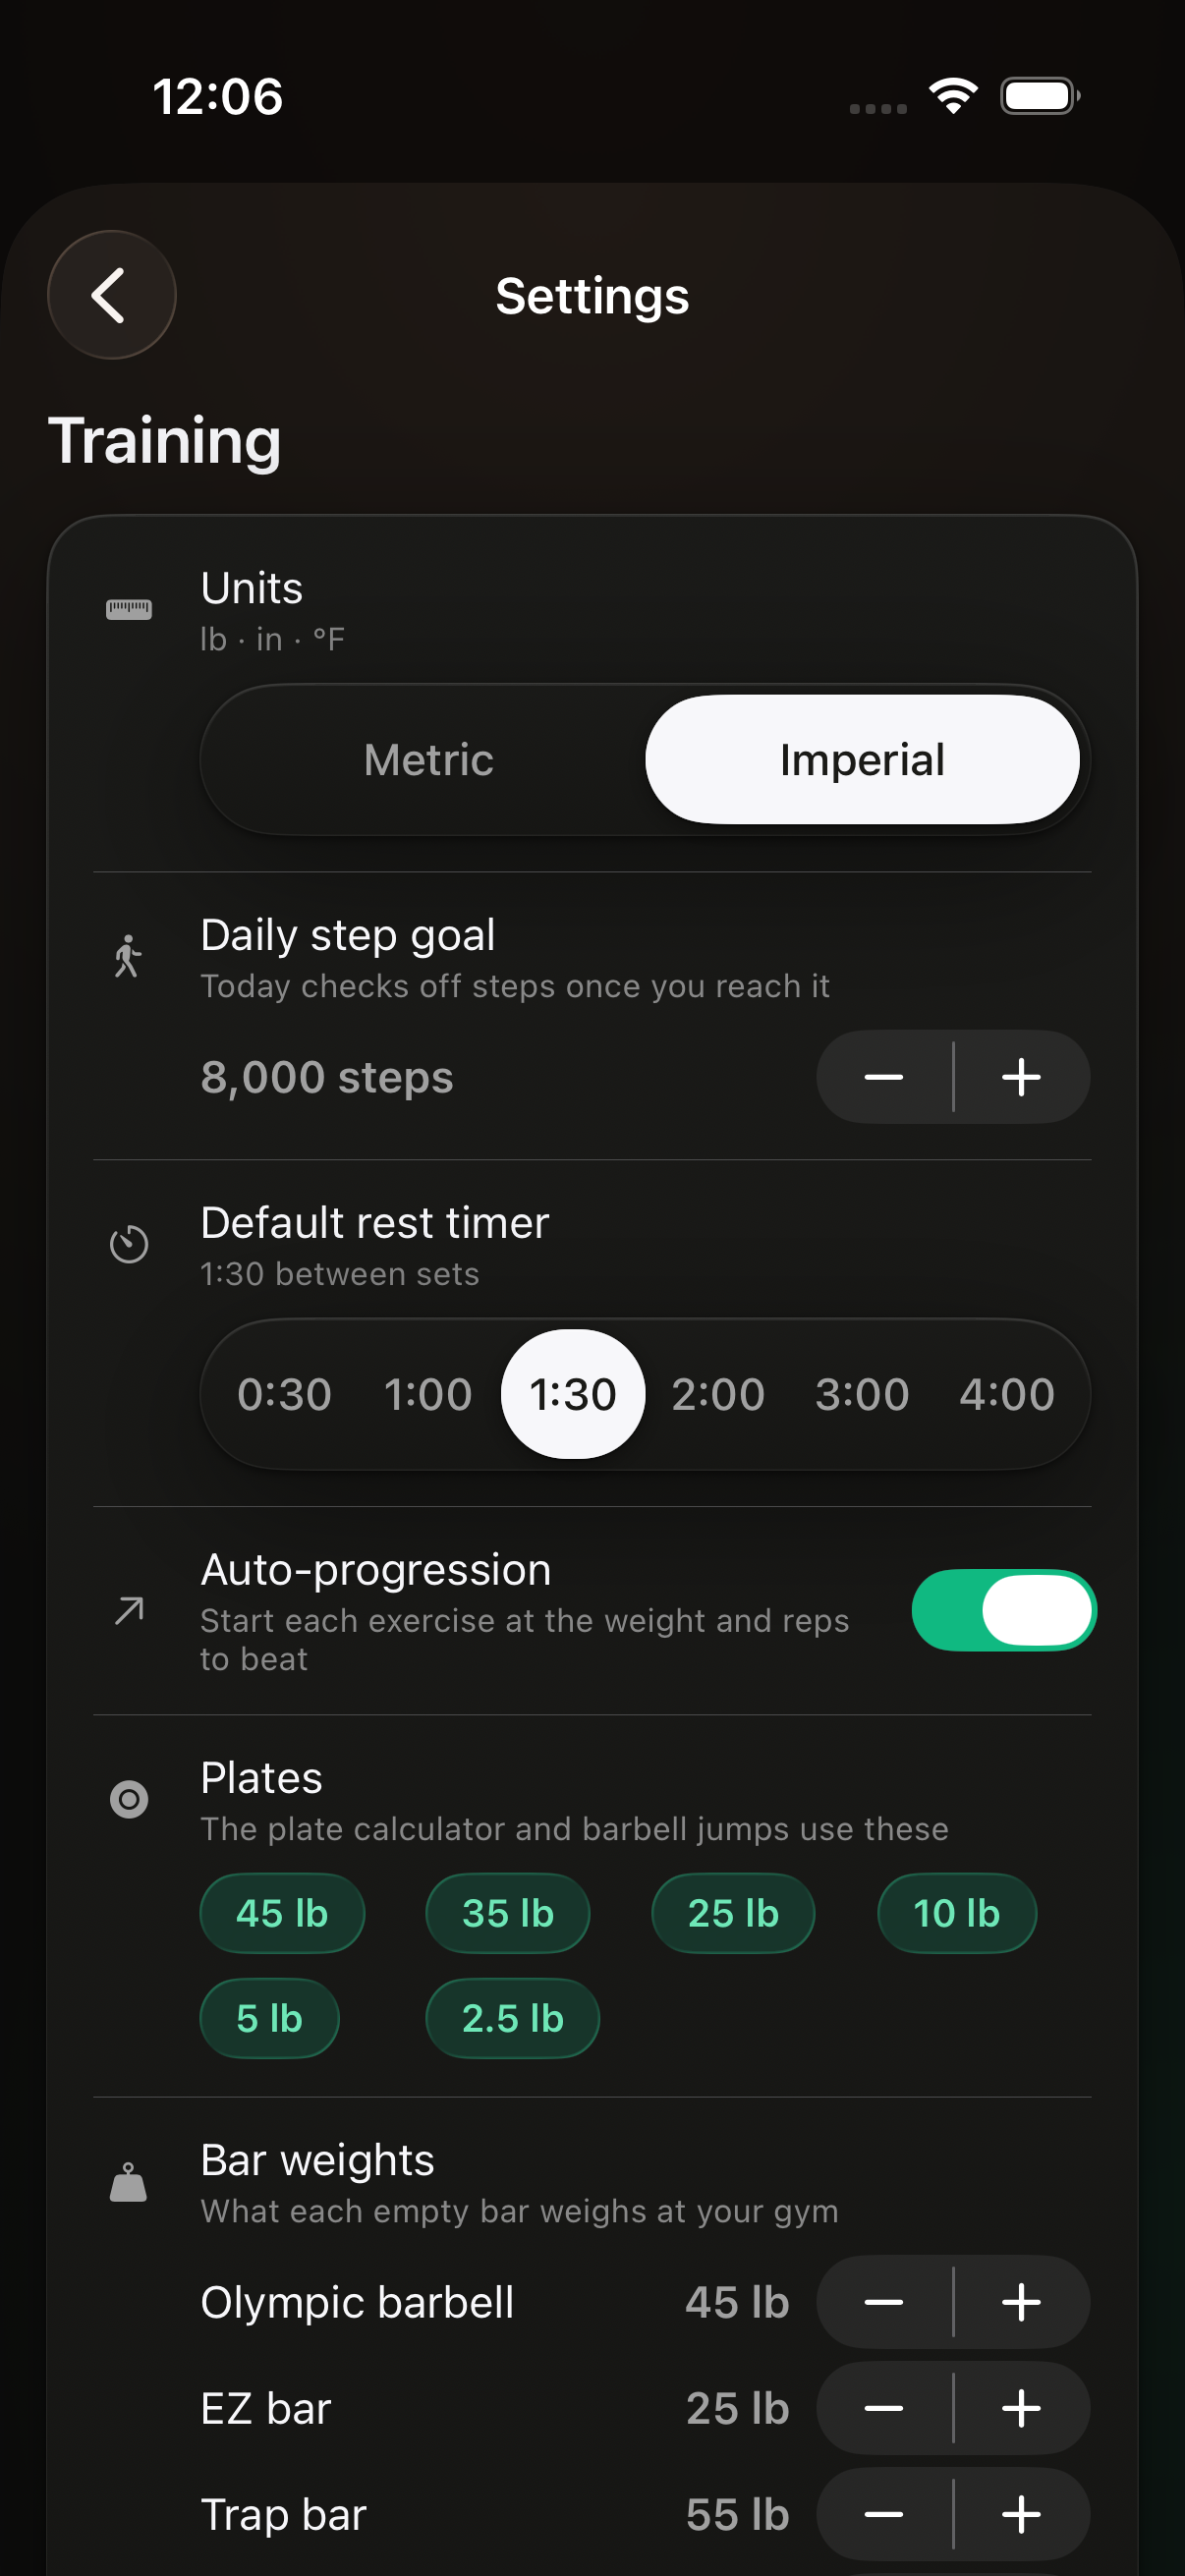 12:06
Settings
Training
Units
lb · in · °F
Metric Imperial
Daily step goal
Today checks off steps once you reach it
8,000 steps
Default rest timer
1:30 between sets
0:30 1:00 1:30 2:00 3:00 4:00
Auto-progression
Start each exercise at the weight and reps
to beat
Plates
The plate calculator and barbell jumps use these
45 lb 35 lb 25 lb 10 lb
5 lb 2.5 lb
Bar weights
What each empty bar weighs at your gym
Olympic barbell 45 lb
EZ bar 25 lb
Trap bar 55 lb